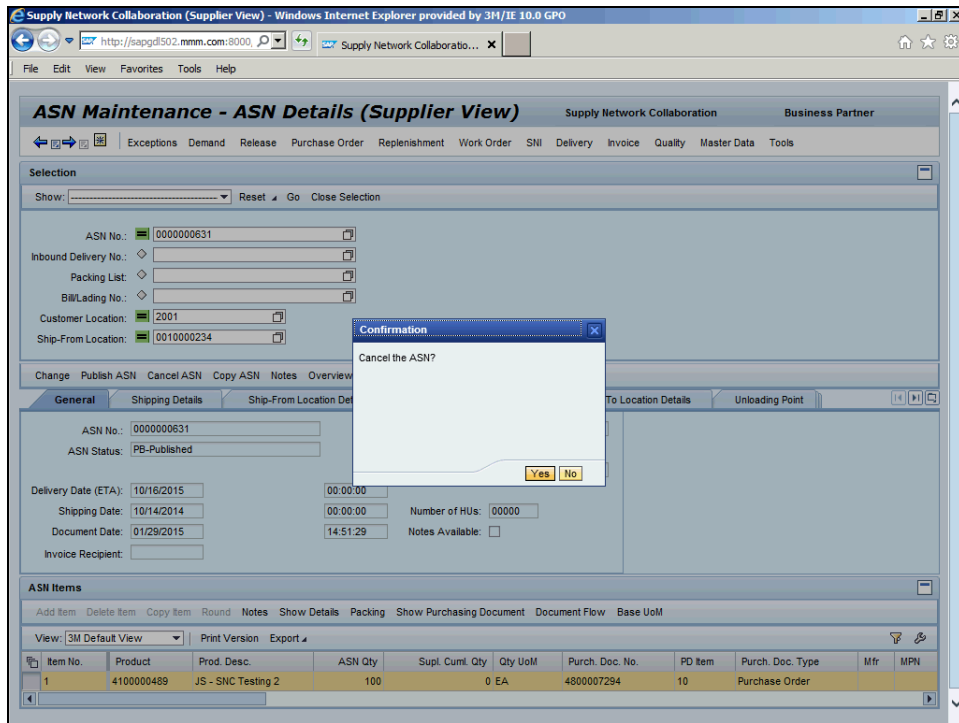 Supply Network Collaboration (Supplier View) - Windows Internet Explorer provided by 3M/IE 10.0 GPO
http://sapgdl502.mmm.com:8000, Supply Network Collaboratio...
File Edit View Favorites Tools Help
ASN Maintenance - ASN Details (Supplier View) Supply Network Collaboration Business Partner
Exceptions Demand Release Purchase Order Replenishment Work Order SNI Delivery Invoice Quality Master Data Tools
Selection
Show: Reset Go Close Selection
ASN No.: 0000000631
Inbound Delivery No.:
Packing List:
Bill/Lading No.:
Customer Location: 2001
Ship-From Location: 0010000234
Confirmation
Cancel the ASN?
Yes No
Change Publish ASN Cancel ASN Copy ASN Notes Overview
General Shipping Details Ship-From Location Det To Location Details Unloading Point
ASN No.: 0000000631
ASN Status: PB-Published
Delivery Date (ETA): 10/16/2015 00:00:00
Shipping Date: 10/14/2014 00:00:00 Number of HUs: 00000
Document Date: 01/29/2015 14:51:29 Notes Available:
Invoice Recipient:
ASN Items
Add Item Delete Item Copy Item Round Notes Show Details Packing Show Purchasing Document Document Flow Base UoM
View: 3M Default View Print Version Export
Item No. Product Prod. Desc. ASN Qty Supl. Cuml. Qty Qty UoM Purch. Doc. No. PD Item Purch. Doc. Type Mfr MPN
1 4100000489 JS - SNC Testing 2 100 0 EA 4800007294 10 Purchase Order